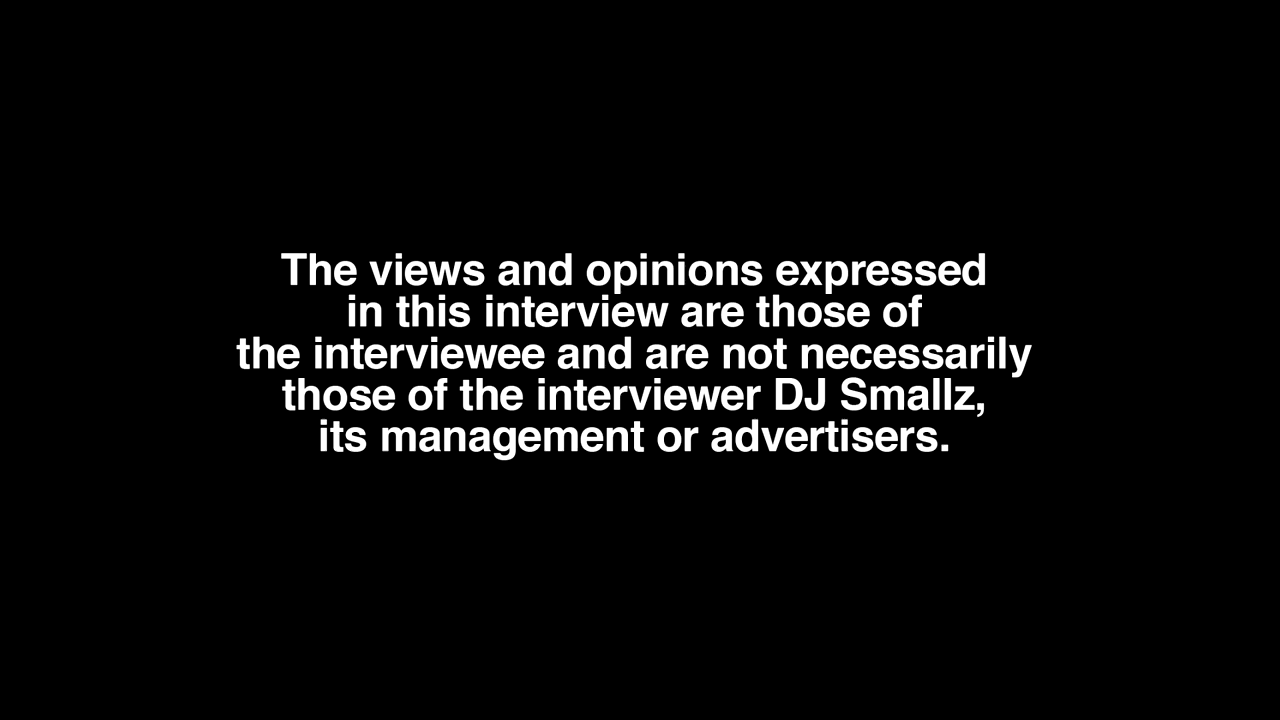 The views and opinions expressed
in this interview are those of
the interviewee and are not necessarily
those of the interviewer DJ Smallz,
its management or advertisers.